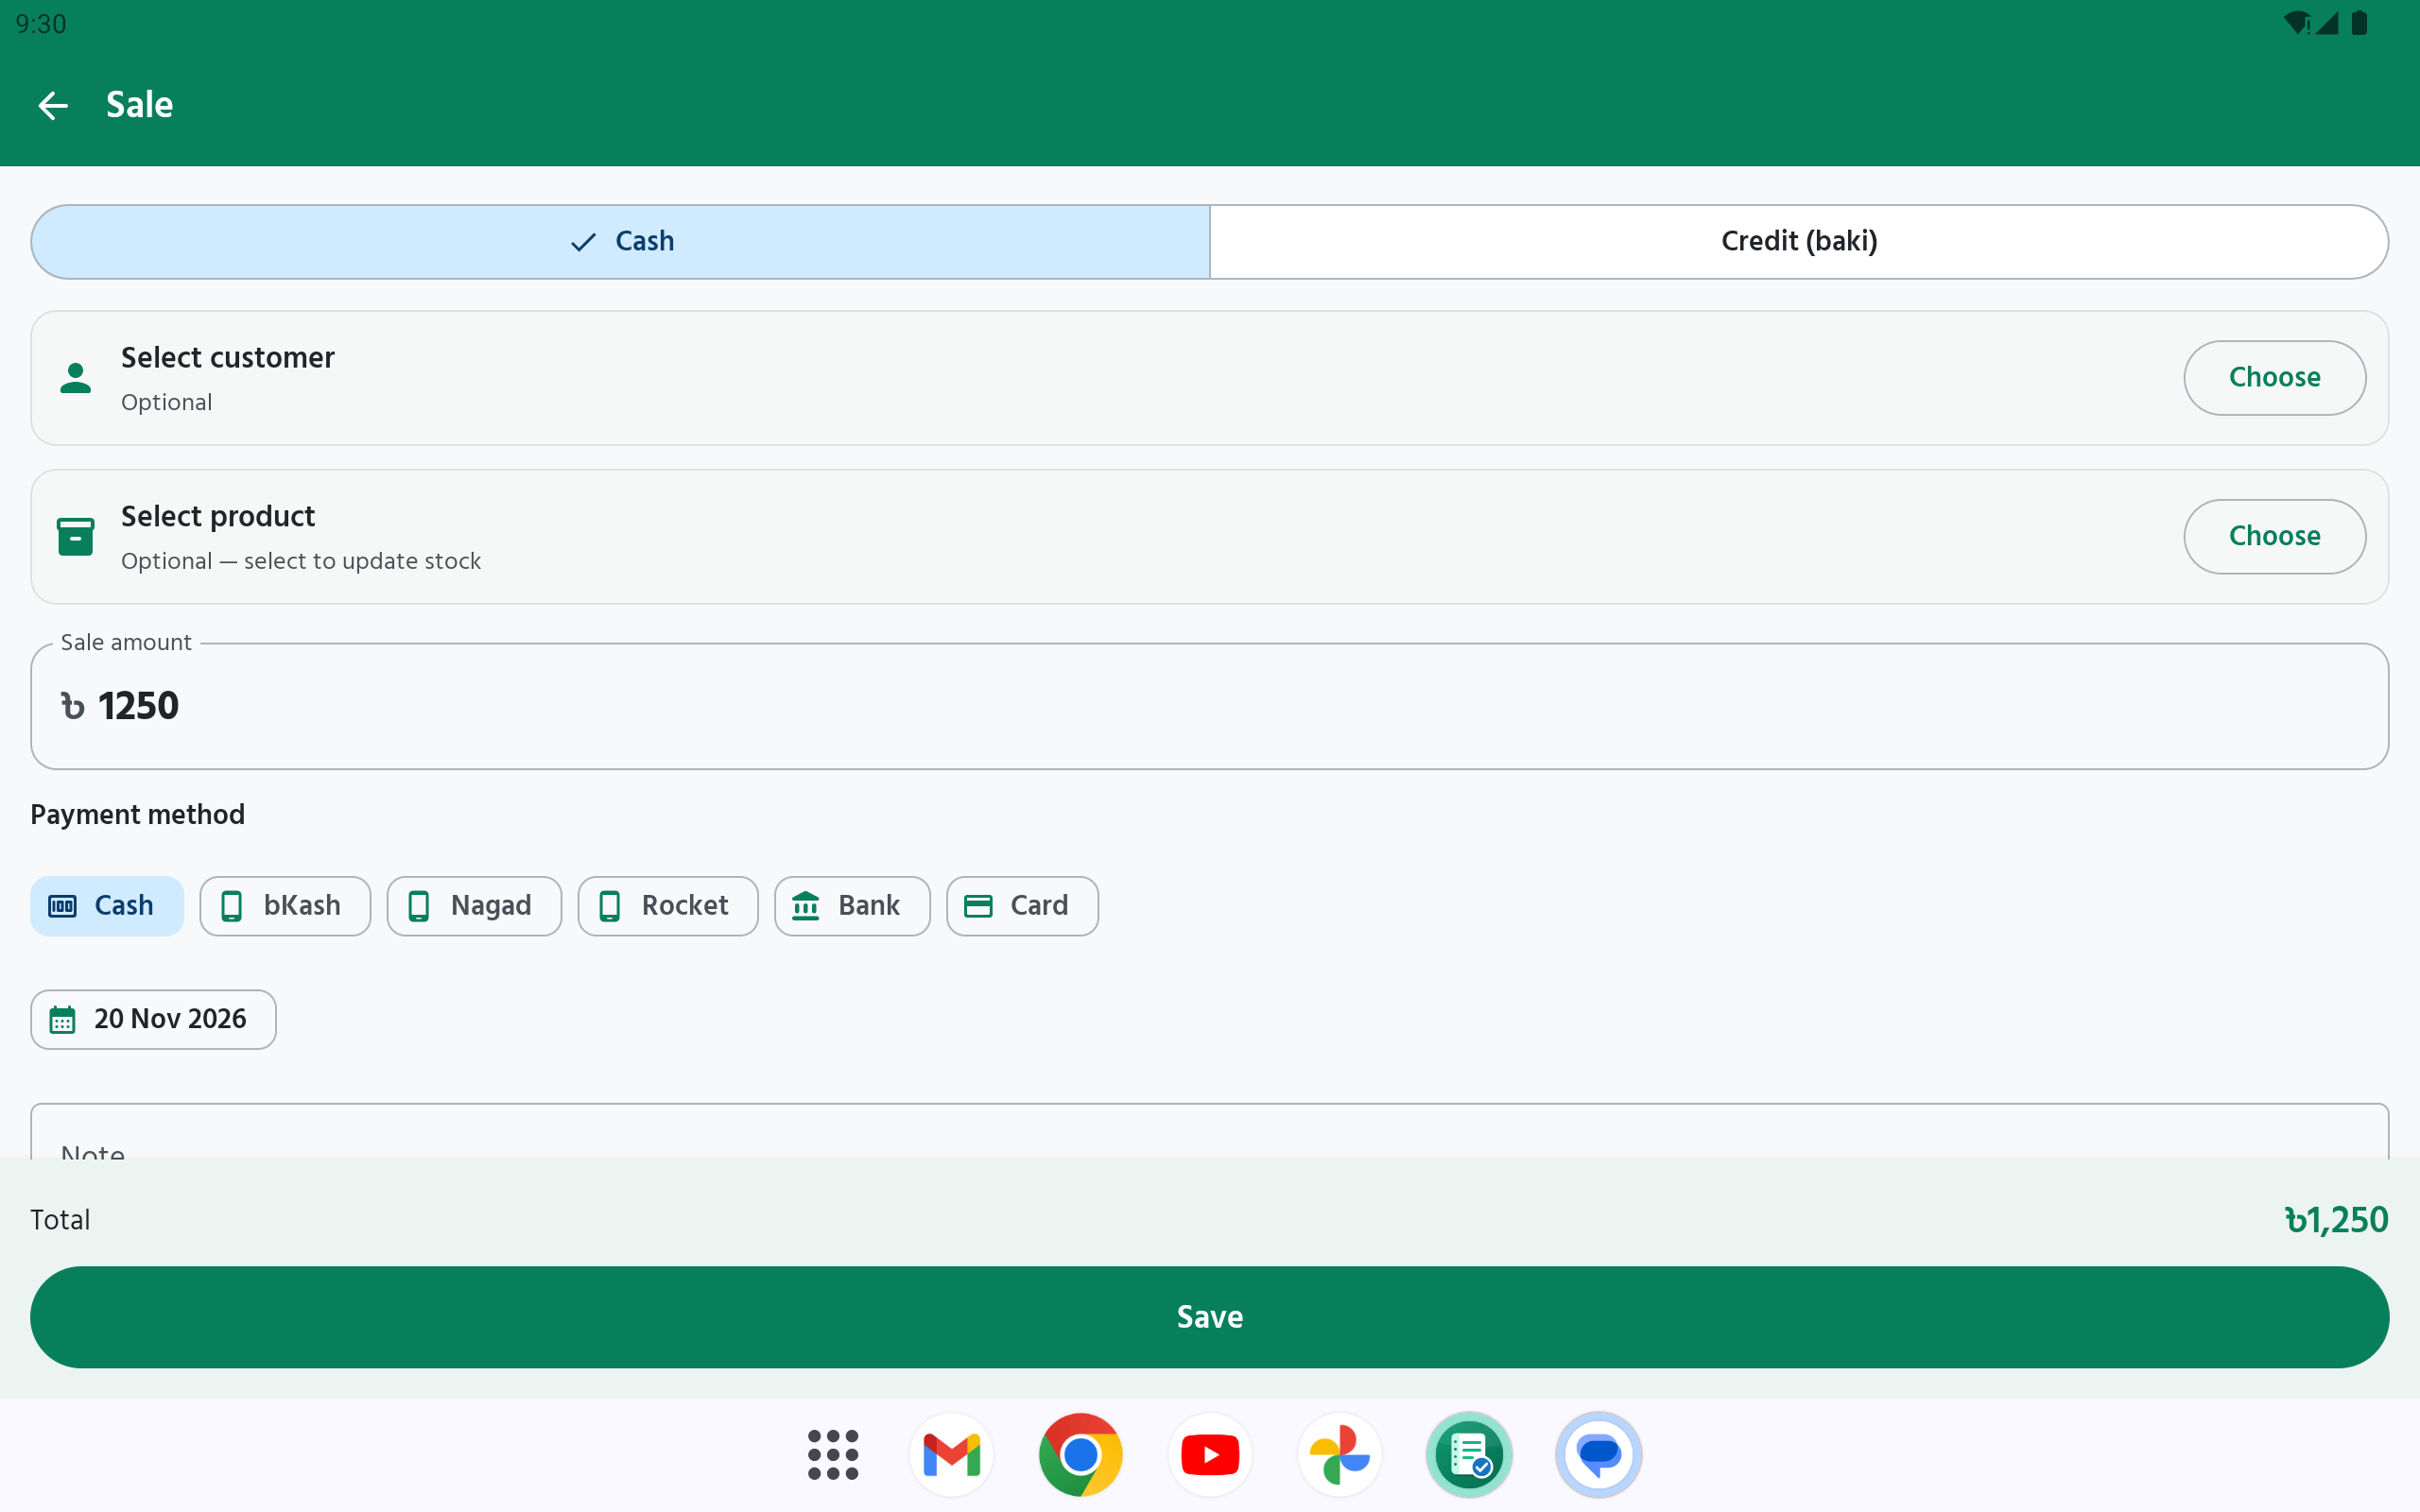 9:30
Sale
Cash
Credit (baki)
Select customer
Optional
Choose
Select product
Optional — select to update stock
Choose
Sale amount
৳ 1250
Payment method
Cash
bKash
Nagad
Rocket
Bank
Card
20 Nov 2026
Note
Total
৳1,250
Save